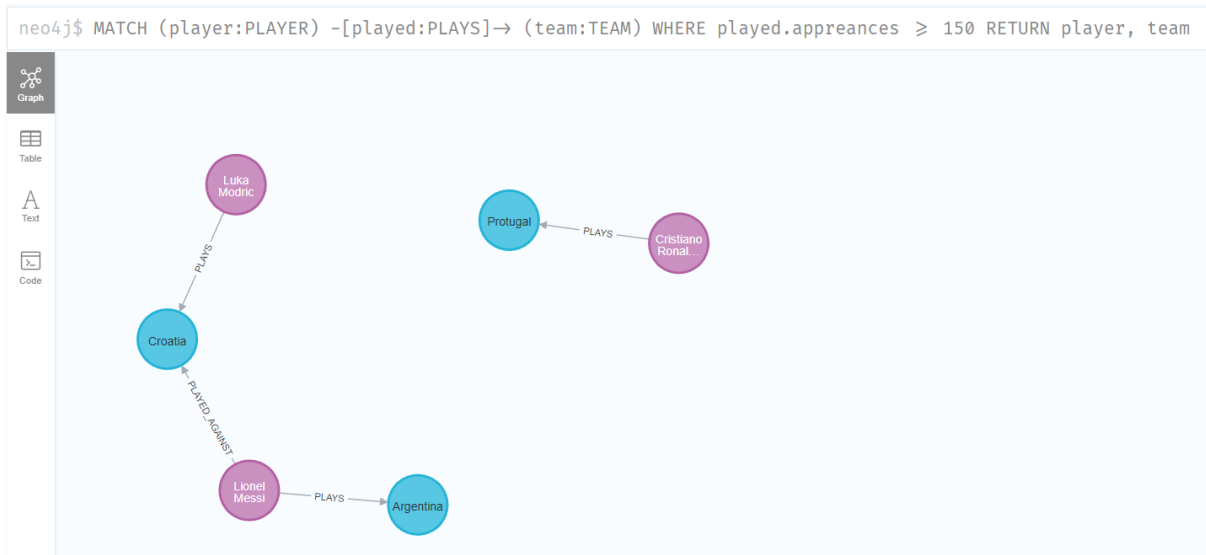 neo4j$ MATCH (player:PLAYER) -[played:PLAYS]→ (team:TEAM) WHERE played.appreances ⩾ 150 RETURN player, team
Graph
Table
Text
Code
Luka
Modric
PLAYS
Protugal
PLAYS
Cristiano
Ronal...
Croatia
PLAYED_AGAINST
Lionel
Messi
PLAYS
Argentina